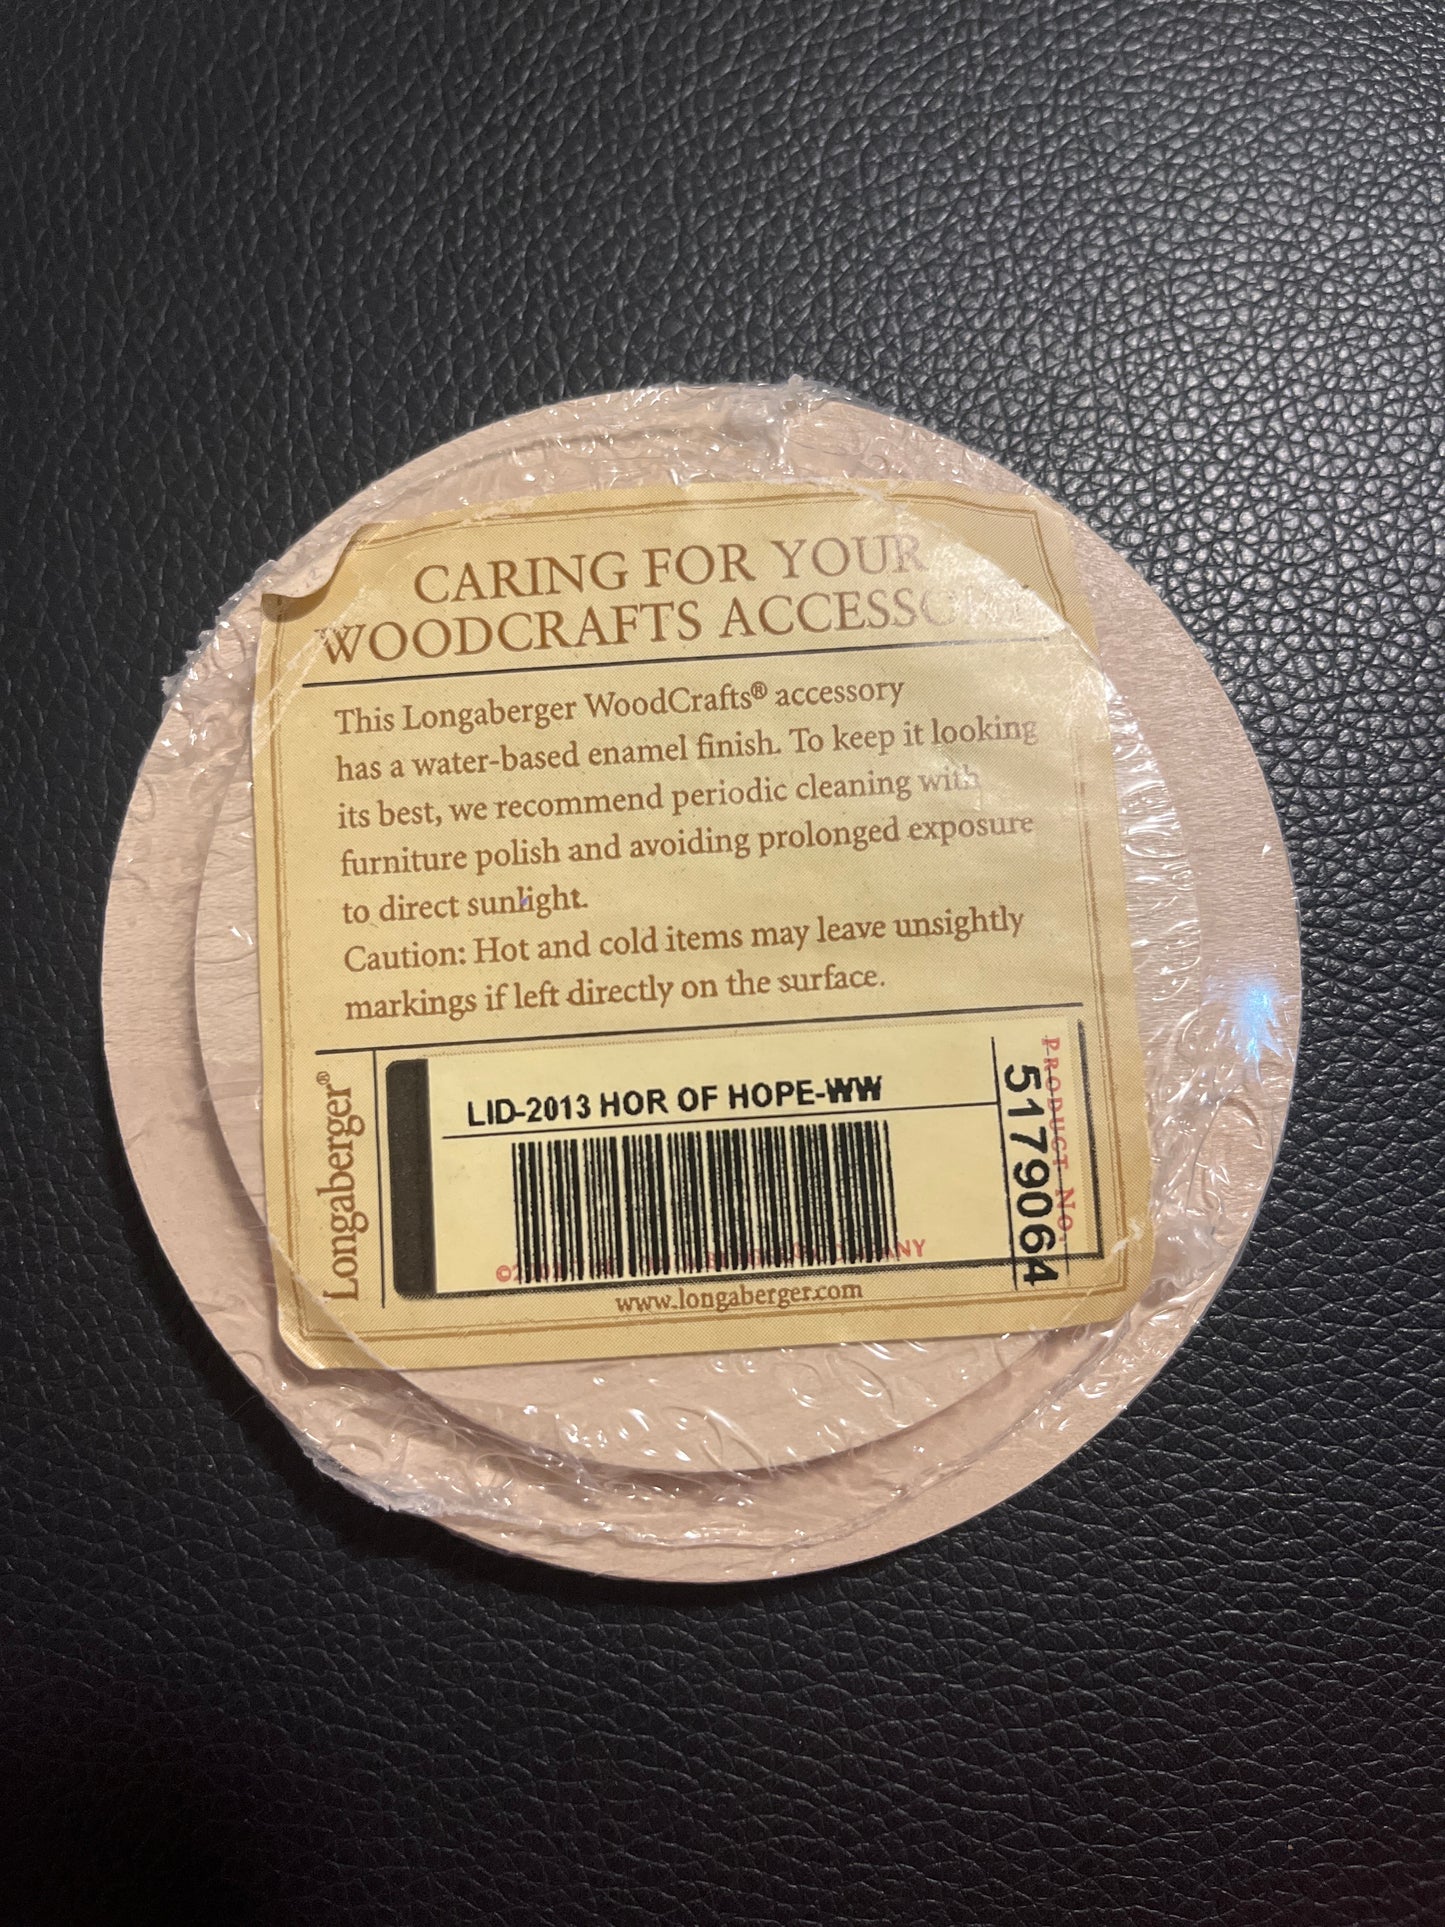 CARING FOR YOUR
WOODCRAFTS
This Longaberger WoodCrafts® accessory
has a water-based enamel finish. To keep it looking
its best, we recommend periodic cleaning with
furniture polish and avoiding prolonged exposure
to direct sunlight.
Caution: Hot and cold items may leave unsightly
markings if left directly on the surface.
Longaberger®
LID-2013 HOR OF HOPE-WW
PRODUCT No.
5179064
www.longaberger.com